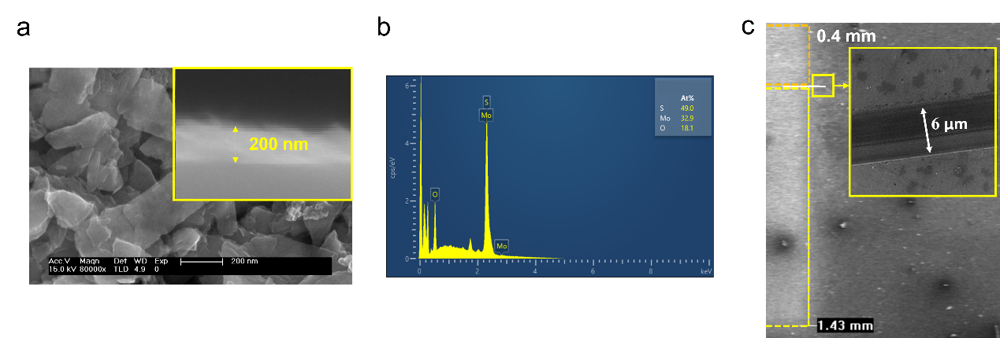 a
200 nm
Acc.V Magn Det WD Exp
15.0 kV 80000x TLD 4.9 0
200 nm
b
6
4
2
0
cps/eV
S
Mo
O
Mo
At%
S 49.0
Mo 32.9
O 18.1
0 2 4 6 8 keV
c
0.4 mm
6 μm
1.43 mm